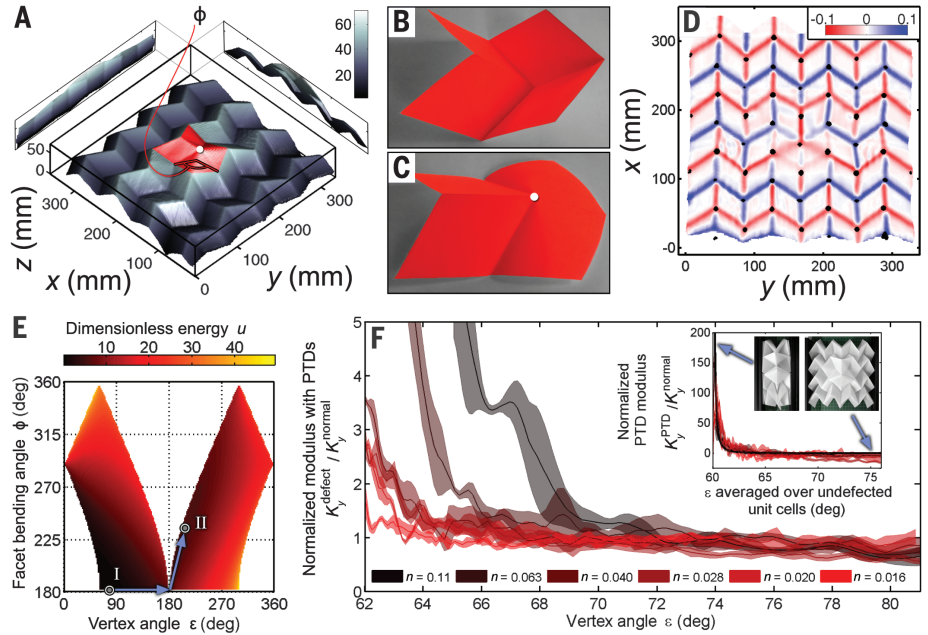 A
ϕ
60
40
20
50
0
z (mm)
300
200
100
x (mm)
300
200
100
0
y (mm)
B
C
D
-0.1
0
0.1
x (mm)
300
200
100
-0
0
100
200
300
y (mm)
E
Dimensionless energy u
10 20 30 40
Facet bending angle ϕ (deg)
360
315
270
225
180
I
II
0 90 180 270 360
Vertex angle ε (deg)
F
Normalized modulus with PTDs
K_y^defect / K_y^normal
5
4
3
2
1
0
n = 0.11
n = 0.063
n = 0.040
n = 0.028
n = 0.020
n = 0.016
62 64 66 68 70 72 74 76 78 80
Vertex angle ε (deg)
Normalized
PTD modulus
K_y^PTD / K_y^normal
200
150
100
50
0
60 65 70 75
ε averaged over undefected
unit cells (deg)